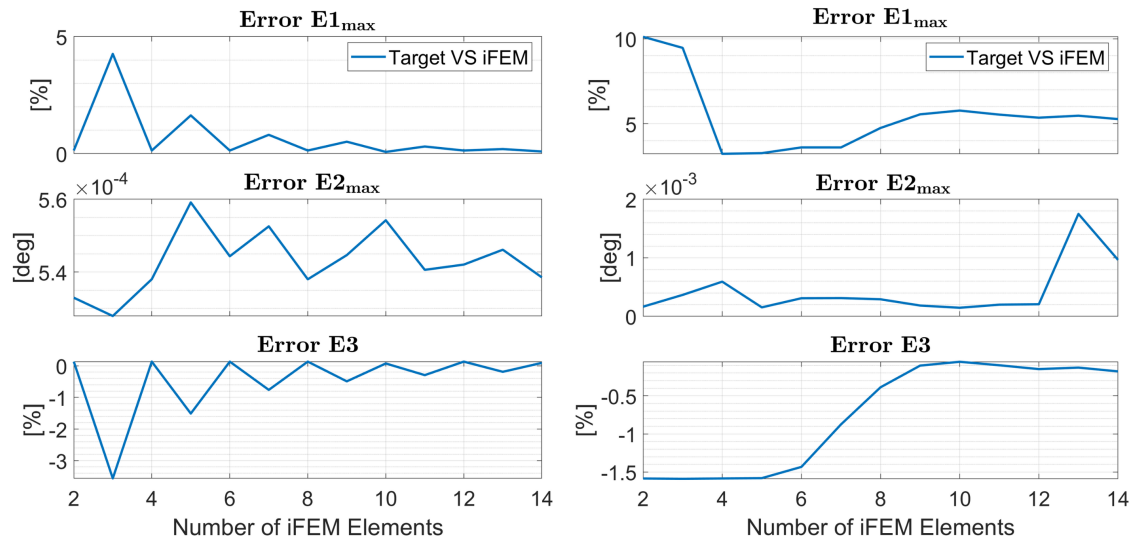 Error E1max
5
0
[%]
Target VS iFEM
Error E2max
×10-4
5.6
5.4
[deg]
Error E3
0
-1
-2
-3
[%]
2 4 6 8 10 12 14
Number of iFEM Elements
Error E1max
10
5
[%]
Target VS iFEM
Error E2max
×10-3
2
1
0
[deg]
Error E3
-0.5
-1
-1.5
[%]
2 4 6 8 10 12 14
Number of iFEM Elements